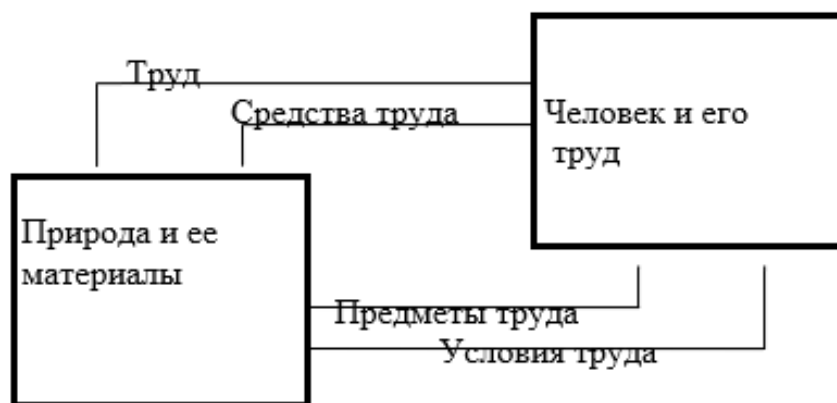 Труд
Средства труда
Человек и его
труд
Природа и ее
материалы
Предметы труда
Условия труда